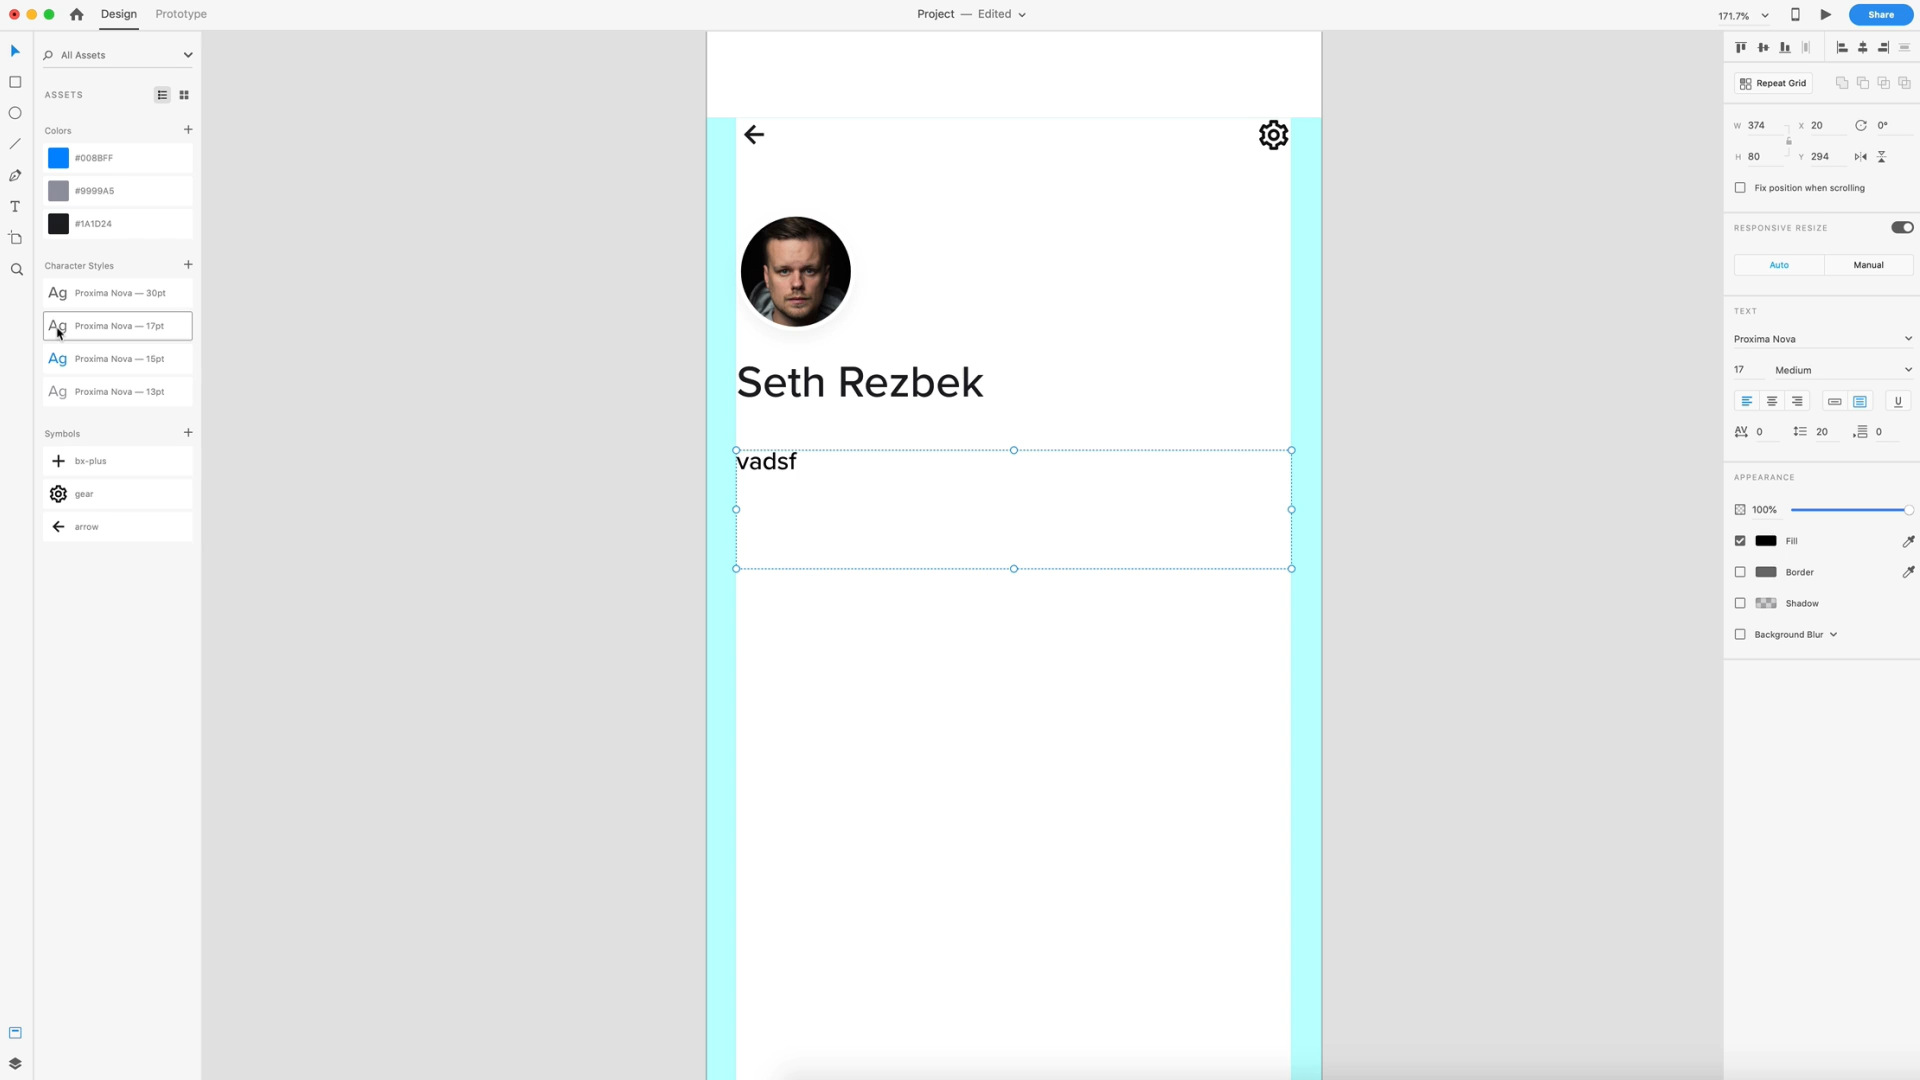 Design Prototype Project — Edited 171.7% Share
All Assets
ASSETS
Colors
#008BFF
#9999A5
#1A1D24
Character Styles
Ag Proxima Nova — 30pt
Ag Proxima Nova — 17pt
Ag Proxima Nova — 15pt
Ag Proxima Nova — 13pt
Symbols
bx-plus
gear
arrow
Seth Rezbek
vadsf
Repeat Grid
W 374 X 20 0°
H 80 Y 294
Fix position when scrolling
RESPONSIVE RESIZE
Auto Manual
TEXT
Proxima Nova
17 Medium
AV 0 20 0
APPEARANCE
100%
Fill
Border
Shadow
Background Blur